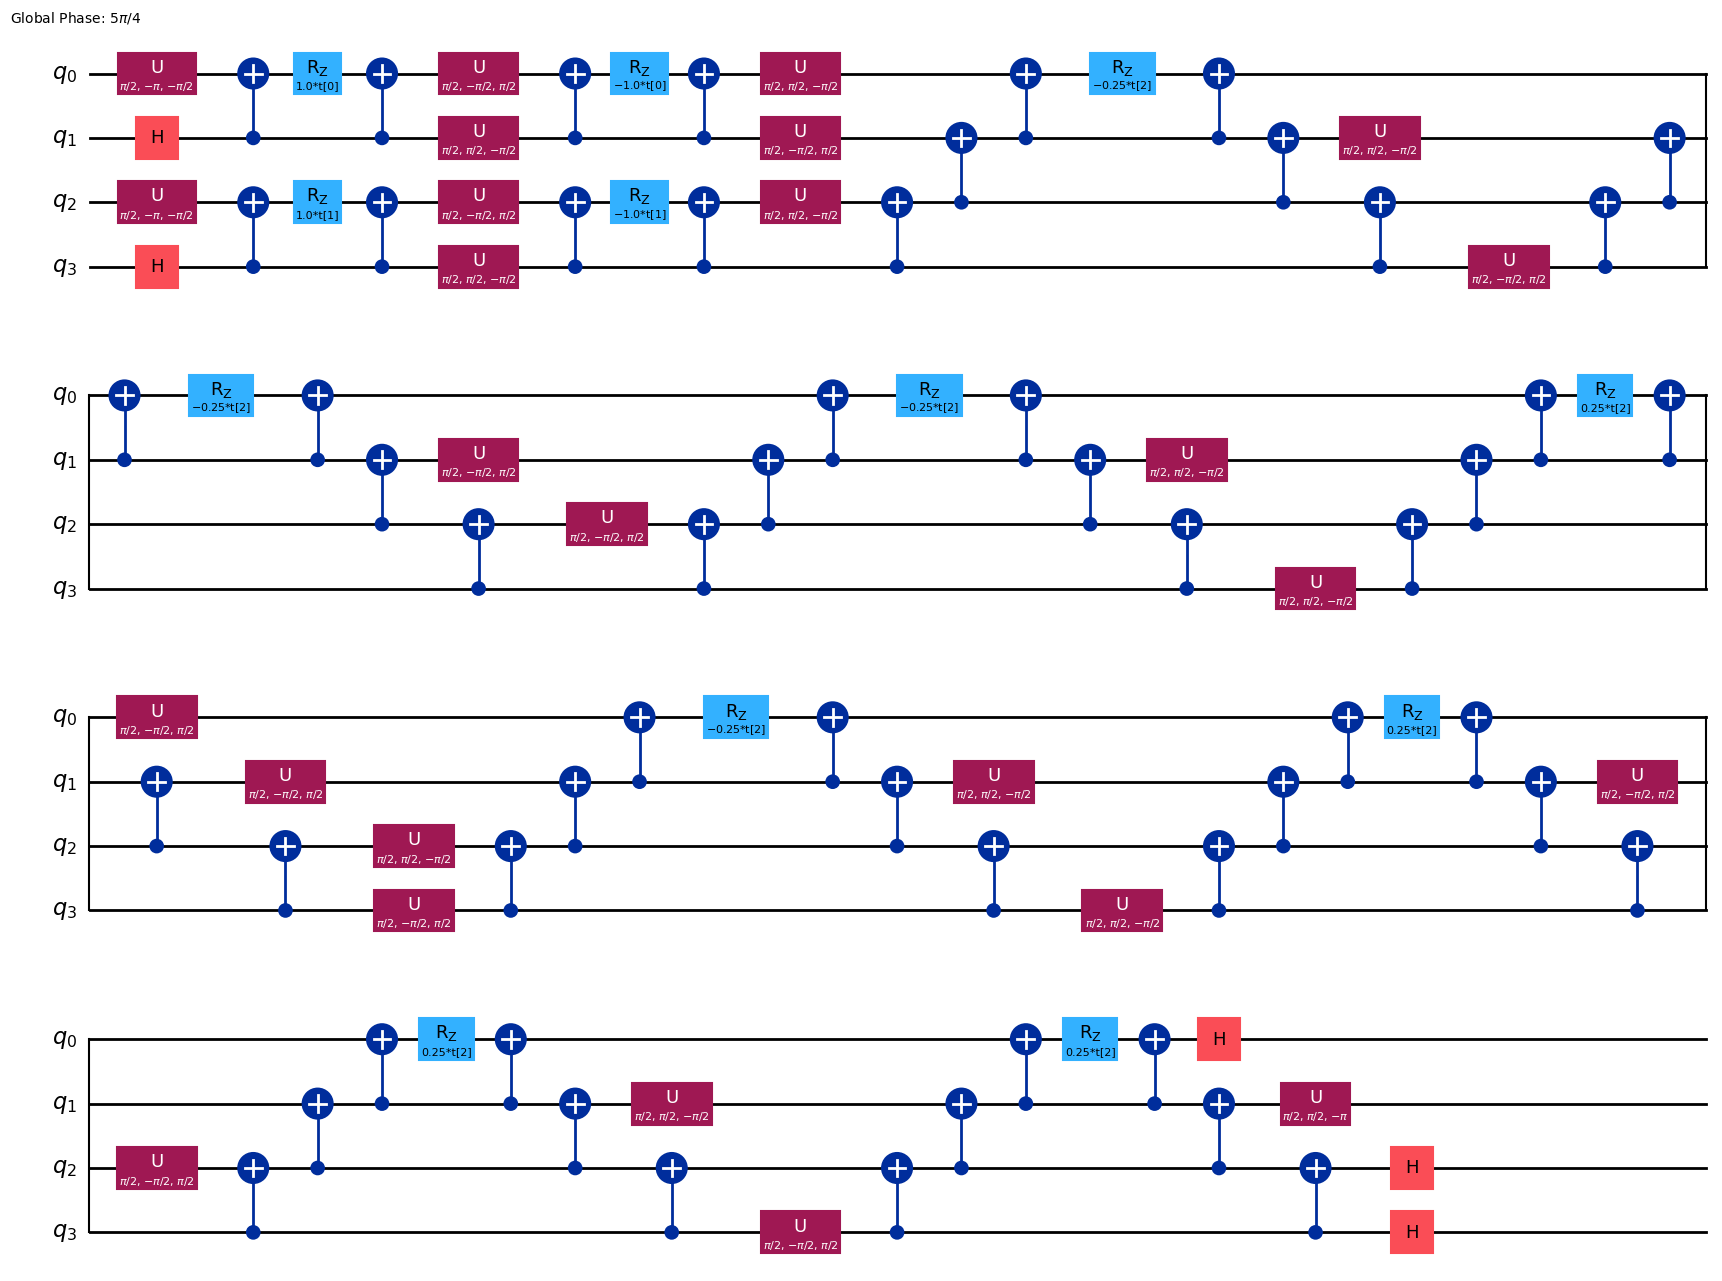 Global Phase: 5π/4
q0 U RZ U RZ U RZ
π/2, −π, −π/2 1.0*t[0] π/2, −π/2, π/2 −1.0*t[0] π/2, π/2, −π/2 −0.25*t[2]
q1 H U U U
π/2, π/2, −π/2 π/2, −π/2, π/2 π/2, π/2, −π/2
q2 U RZ U RZ U
π/2, −π, −π/2 1.0*t[1] π/2, −π/2, π/2 −1.0*t[1] π/2, π/2, −π/2
q3 H U U
π/2, π/2, −π/2 π/2, −π/2, π/2
q0 RZ RZ RZ
−0.25*t[2] −0.25*t[2] 0.25*t[2]
q1 U U
π/2, −π/2, π/2 π/2, π/2, −π/2
q2 U
π/2, −π/2, π/2
q3 U
π/2, π/2, −π/2
q0 U RZ RZ
π/2, −π/2, π/2 −0.25*t[2] 0.25*t[2]
q1 U U U
π/2, −π/2, π/2 π/2, π/2, −π/2 π/2, −π/2, π/2
q2 U
π/2, π/2, −π/2
q3 U U
π/2, −π/2, π/2 π/2, π/2, −π/2
q0 RZ RZ H
0.25*t[2] 0.25*t[2]
q1 U U
π/2, π/2, −π/2 π/2, π/2, −π
q2 U H
π/2, −π/2, π/2
q3 U H
π/2, −π/2, π/2